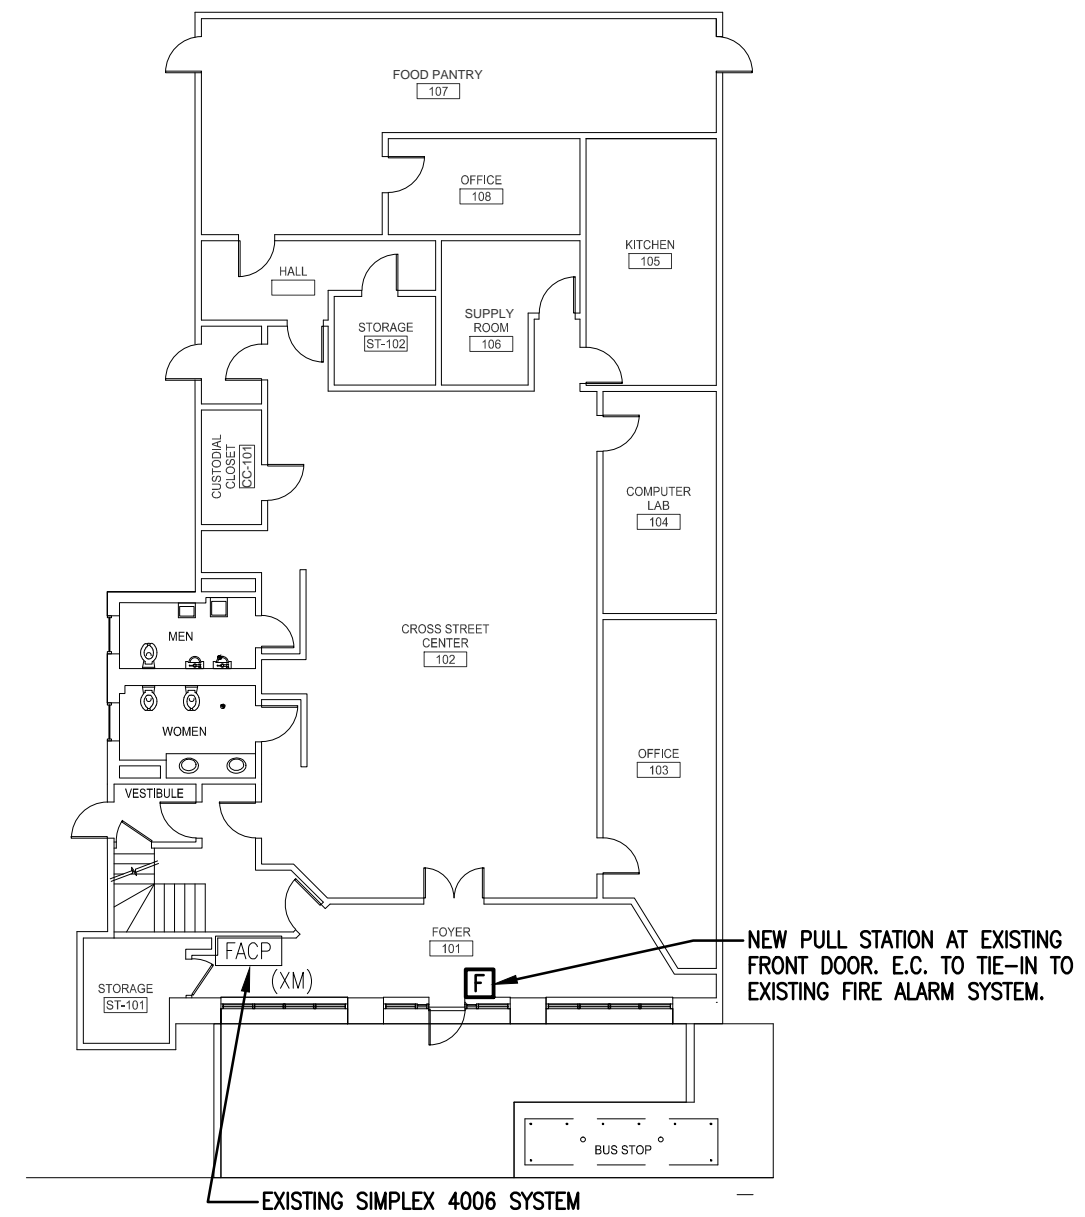 FOOD PANTRY
107
OFFICE
108
KITCHEN
105
HALL
SUPPLY
ROOM
106
STORAGE
ST-102
CUSTODIAL
CLOSET
CC-101
COMPUTER
LAB
104
CROSS STREET
CENTER
102
MEN
WOMEN
OFFICE
103
VESTIBULE
FOYER
101
FACP
(XM)
F
NEW PULL STATION AT EXISTING
FRONT DOOR. E.C. TO TIE-IN TO
EXISTING FIRE ALARM SYSTEM.
STORAGE
ST-101
BUS STOP
EXISTING SIMPLEX 4006 SYSTEM